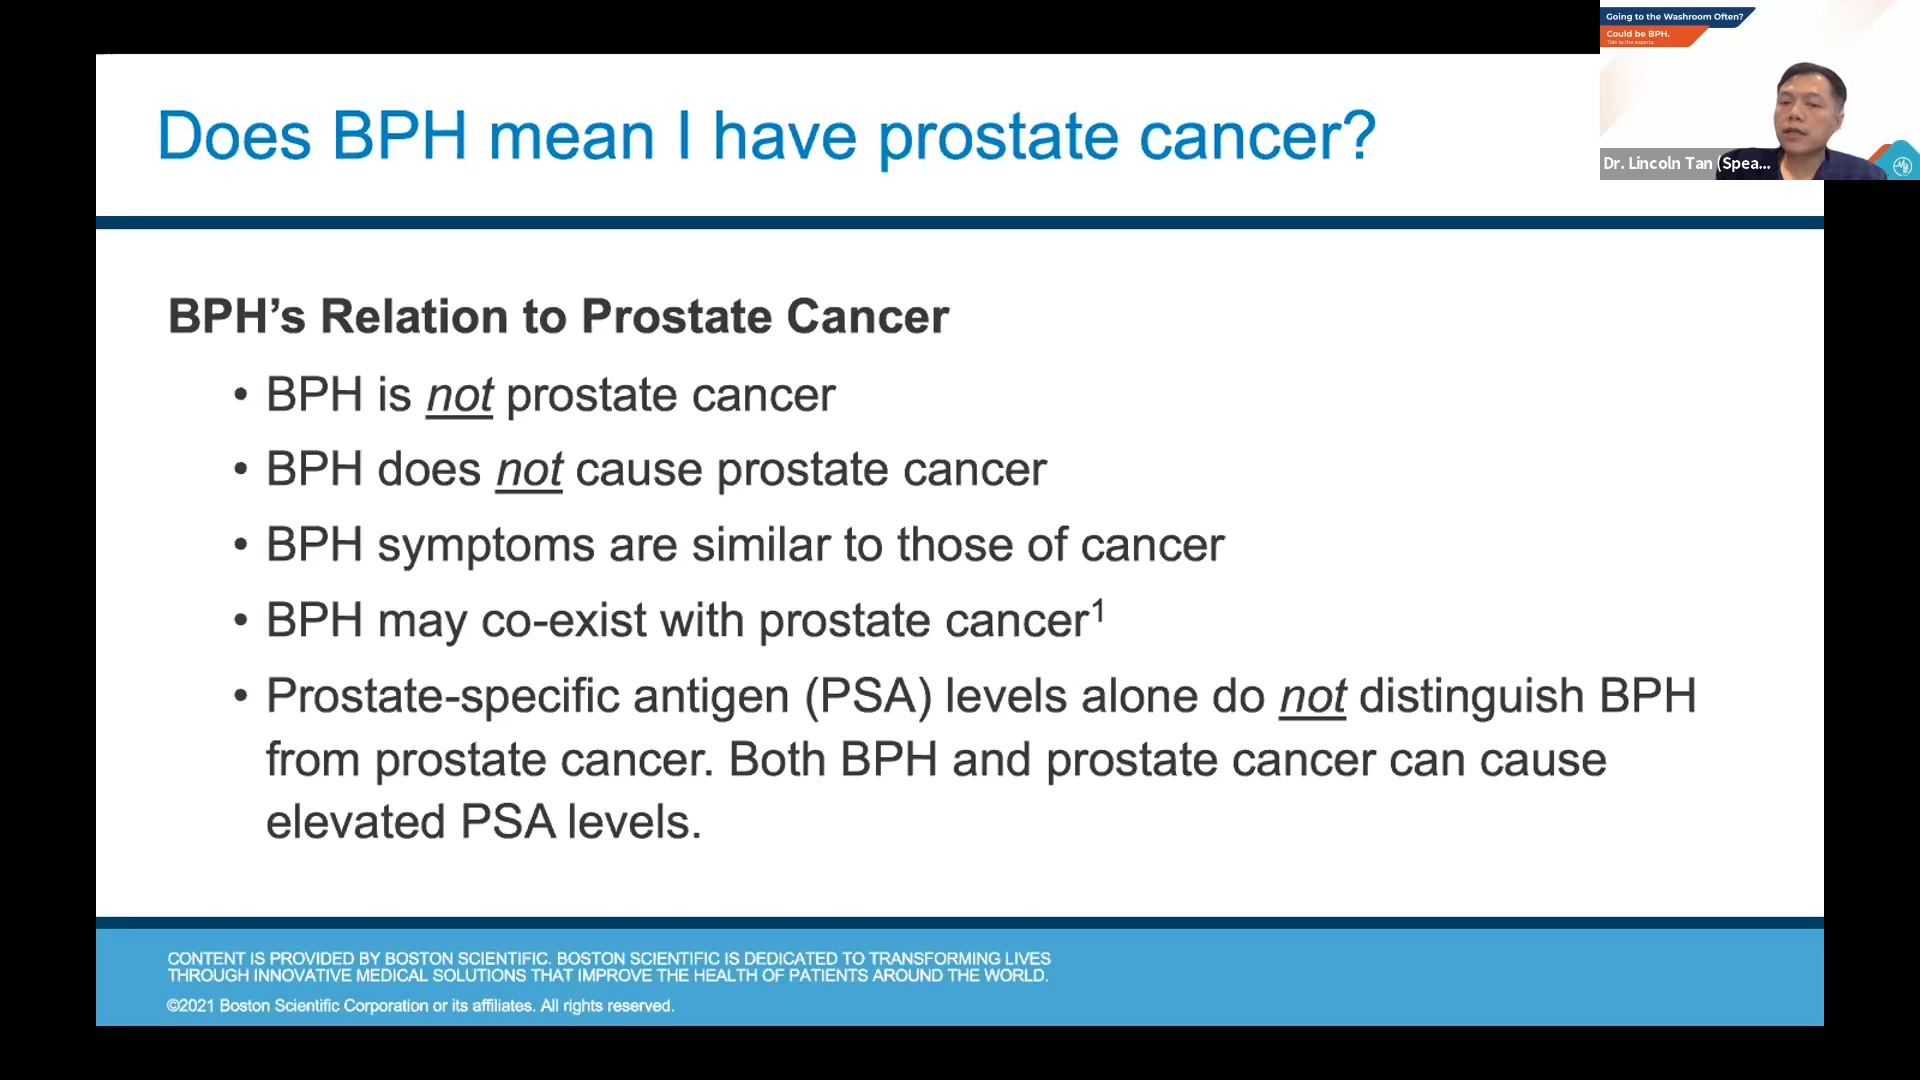 Going to the Washroom Often?
Could be BPH.
Talk to the experts.
Dr. Lincoln Tan (Spea...
Does BPH mean I have prostate cancer?
BPH’s Relation to Prostate Cancer
• BPH is not prostate cancer
• BPH does not cause prostate cancer
• BPH symptoms are similar to those of cancer
• BPH may co-exist with prostate cancer¹
• Prostate-specific antigen (PSA) levels alone do not distinguish BPH
from prostate cancer. Both BPH and prostate cancer can cause
elevated PSA levels.
CONTENT IS PROVIDED BY BOSTON SCIENTIFIC. BOSTON SCIENTIFIC IS DEDICATED TO TRANSFORMING LIVES
THROUGH INNOVATIVE MEDICAL SOLUTIONS THAT IMPROVE THE HEALTH OF PATIENTS AROUND THE WORLD.
©2021 Boston Scientific Corporation or its affiliates. All rights reserved.